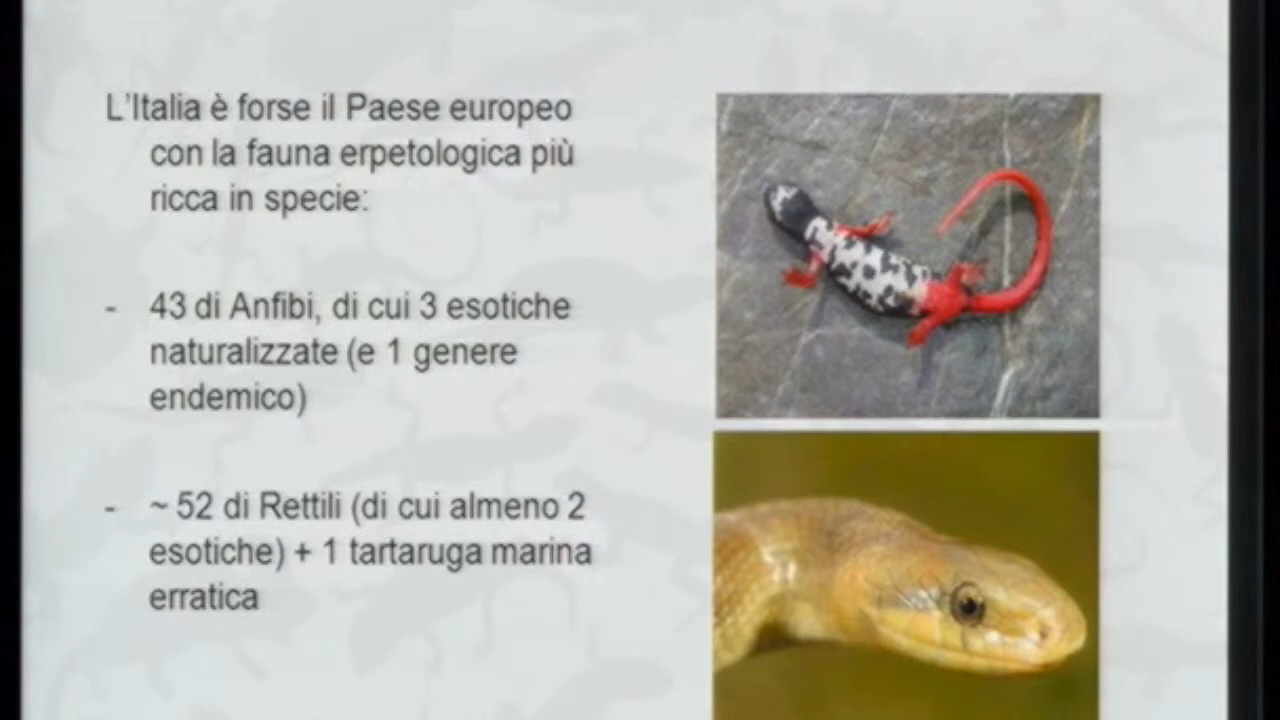 L'Italia è forse il Paese europeo
con la fauna erpetologica più
ricca in specie:
- 43 di Anfibi, di cui 3 esotiche
naturalizzate (e 1 genere
endemico)
- ~ 52 di Rettili (di cui almeno 2
esotiche) + 1 tartaruga marina
erratica